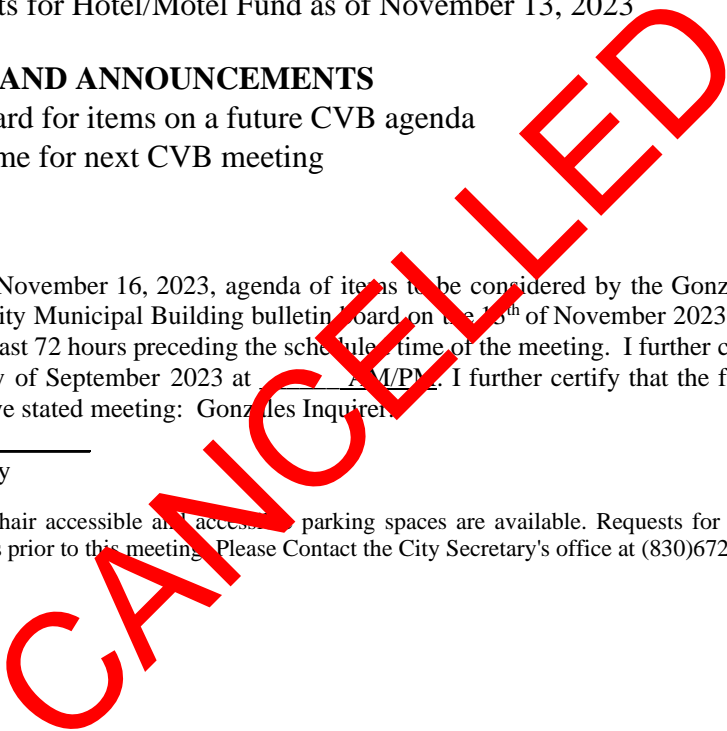 ts for Hotel/Motel Fund as of November 13, 2023
AND ANNOUNCEMENTS
ard for items on a future CVB agenda
me for next CVB meeting
November 16, 2023, agenda of items to be considered by the Gonz
ity Municipal Building bulletin board on the 13th of November 2023
ast 72 hours preceding the scheduled time of the meeting. I further c
y of September 2023 at ______ AM/PM. I further certify that the f
ve stated meeting: Gonzales Inquirer.
y
hair accessible and accessible parking spaces are available. Requests for
s prior to this meeting. Please Contact the City Secretary's office at (830)672
CANCELLED